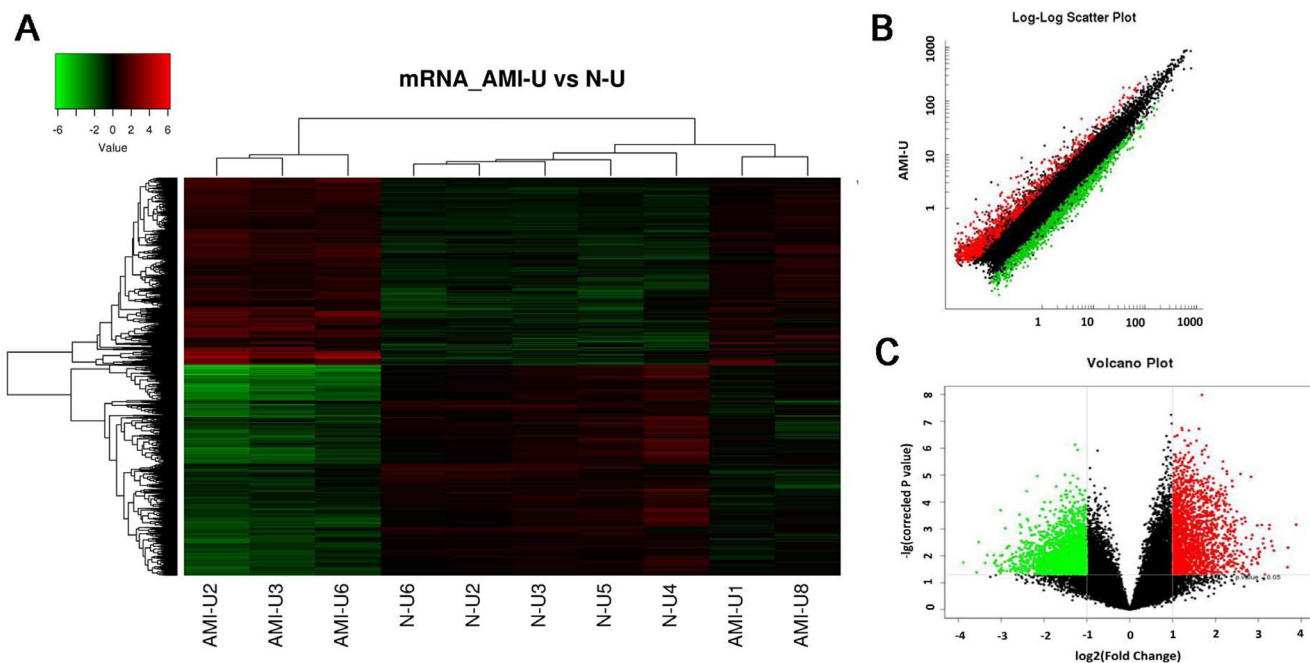 A
-6 -4 -2 0 2 4 6
Value
mRNA_AMI-U vs N-U
AMI-U2
AMI-U3
AMI-U6
N-U6
N-U2
N-U3
N-U5
N-U4
AMI-U1
AMI-U8
B
Log-Log Scatter Plot
AMI-U
1000
100
10
1
1 10 100 1000
C
Volcano Plot
-lg(corrected P value)
8
7
6
5
4
3
2
1
0
-4 -3 -2 -1 0 1 2 3 4
log2(Fold Change)